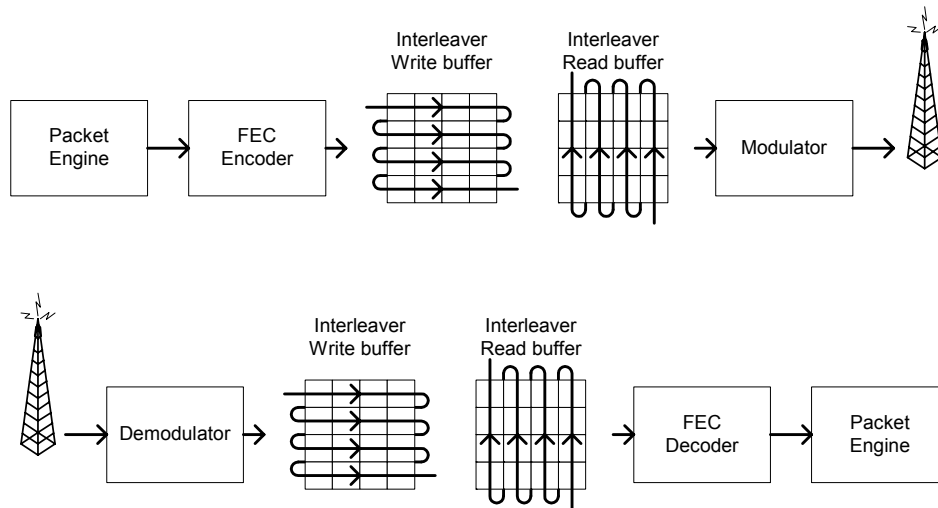 Interleaver
Write buffer
Interleaver
Read buffer
Packet
Engine
FEC
Encoder
Modulator
Interleaver
Write buffer
Interleaver
Read buffer
Demodulator
FEC
Decoder
Packet
Engine